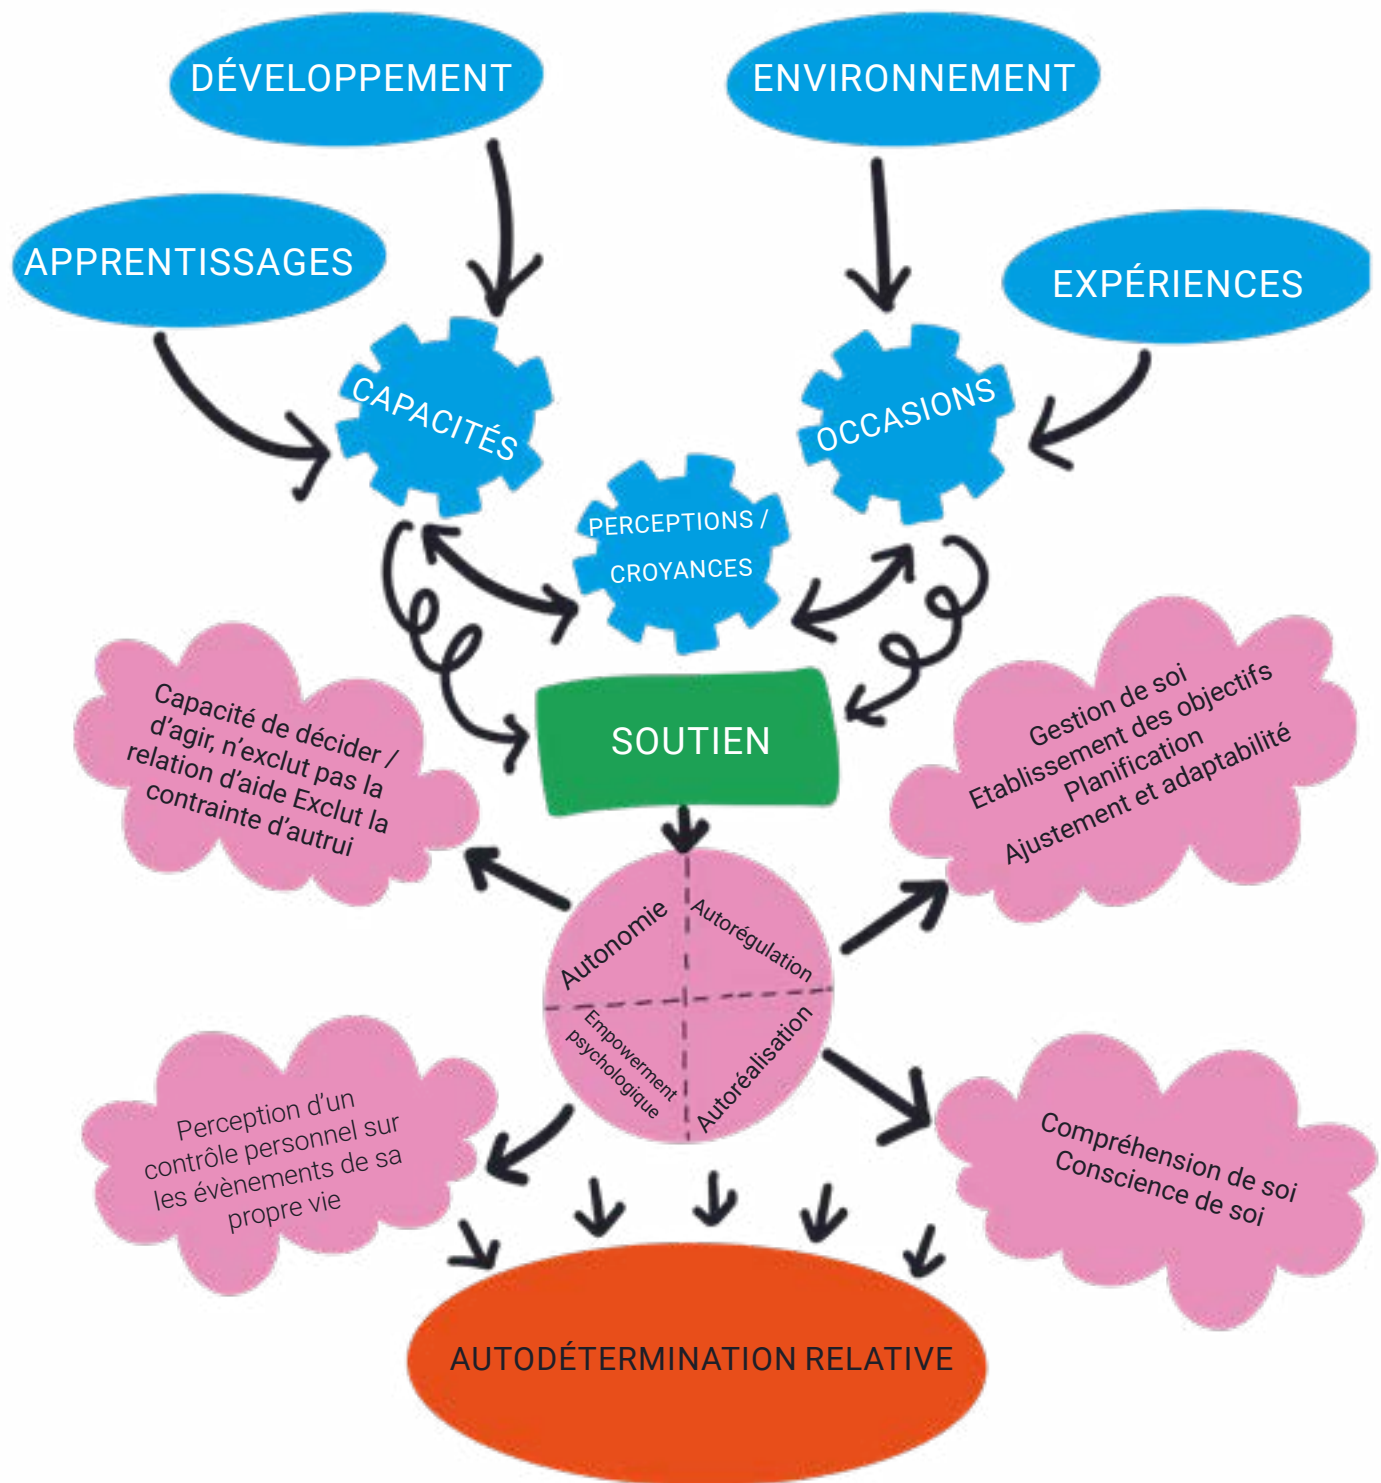 DÉVELOPPEMENT
ENVIRONNEMENT
APPRENTISSAGES
EXPÉRIENCES
CAPACITÉS
OCCASIONS
PERCEPTIONS /
CROYANCES
SOUTIEN
Capacité de décider /
d'agir, n'exclut pas la
relation d'aide Exclut la
contrainte d'autrui
Gestion de soi
Etablissement des objectifs
Planification
Ajustement et adaptabilité
Autonomie
Autorégulation
Empowerment
psychologique
Autoréalisation
Perception d'un
contrôle personnel sur
les évènements de sa
propre vie
Compréhension de soi
Conscience de soi
AUTODÉTERMINATION RELATIVE